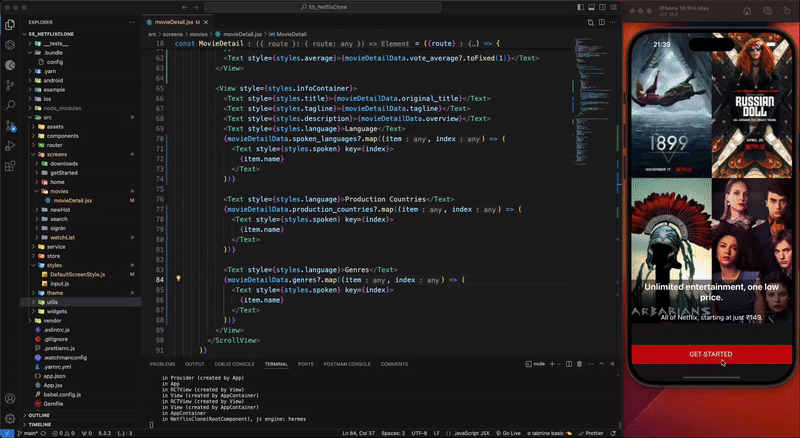 55_NetflixClone
EXPLORER
movieDetail.jsx M
55_NETFLIXCLONE
__tests__
.bundle
config
.yarn
android
example
ios
node_modules
src
assets
components
router
screens
downloads
getStarted
home
movies
movieDetail.jsx M
newHot
search
signIn
watchList
service
store
styles
DefaultScreenStyle.js
input.js
theme
utils
widgets
vendor
.eslintrc.js
.gitignore
.prettierrc.js
.watchmanconfig
.yarnrc.yml
app.json
App.jsx
babel.config.js
Gemfile
OUTLINE
TIMELINE
src > screens > movies > movieDetail.jsx > MovieDetail
18 const MovieDetail : ({ route }: { route: any }) => Element = ({route} : {…} ) => {
62 <Text style={styles.average}>{movieDetailData.vote_average?.toFixed(1)}</Text>
63 </View>
64
65 <View style={styles.infoContainer}>
66 <Text style={styles.title}>{movieDetailData.original_title}</Text>
67 <Text style={styles.tagline}>{movieDetailData.tagline}</Text>
68 <Text style={styles.description}>{movieDetailData.overview}</Text>
69 <Text style={styles.language}>Language</Text>
70 {movieDetailData.spoken_languages?.map((item : any , index : any ) => (
71 <Text style={styles.spoken} key={index}>
72 {item.name}
73 </Text>
74 ))}
75
76 <Text style={styles.language}>Production Countries</Text>
77 {movieDetailData.production_countries?.map((item : any , index : any ) => (
78 <Text style={styles.spoken} key={index}>
79 {item.name}
80 </Text>
81 ))}
82
83 <Text style={styles.language}>Genres</Text>
84 {movieDetailData.genres?.map((item : any , index : any ) => (
85 <Text style={styles.spoken} key={index}>
86 {item.name}
87 </Text>
88 ))}
89 </View>
90 </ScrollView>
91 )}
PROBLEMS OUTPUT DEBUG CONSOLE TERMINAL PORTS POSTMAN CONSOLE COMMENTS
node
in Provider (created by App)
in App
in RCTView (created by View)
in View (created by AppContainer)
in RCTView (created by View)
in View (created by AppContainer)
in AppContainer
in NetflixClone(RootComponent), js engine: hermes
main* 0 0 0 5.3.2 {..}: 3 Ln 84, Col 37 Spaces: 2 UTF-8 LF {} JavaScript JSX Go Live tabnine basic Prettier
iPhone 16 Pro Max
iOS 18.0
21:39
1899
NOVEMBER 17 NETFLIX
RUSSIAN
DOLL
NETFLIX
Unlimited entertainment, one low
price.
BARBARIANS
All of Netflix, starting at just ₹149.
GET STARTED